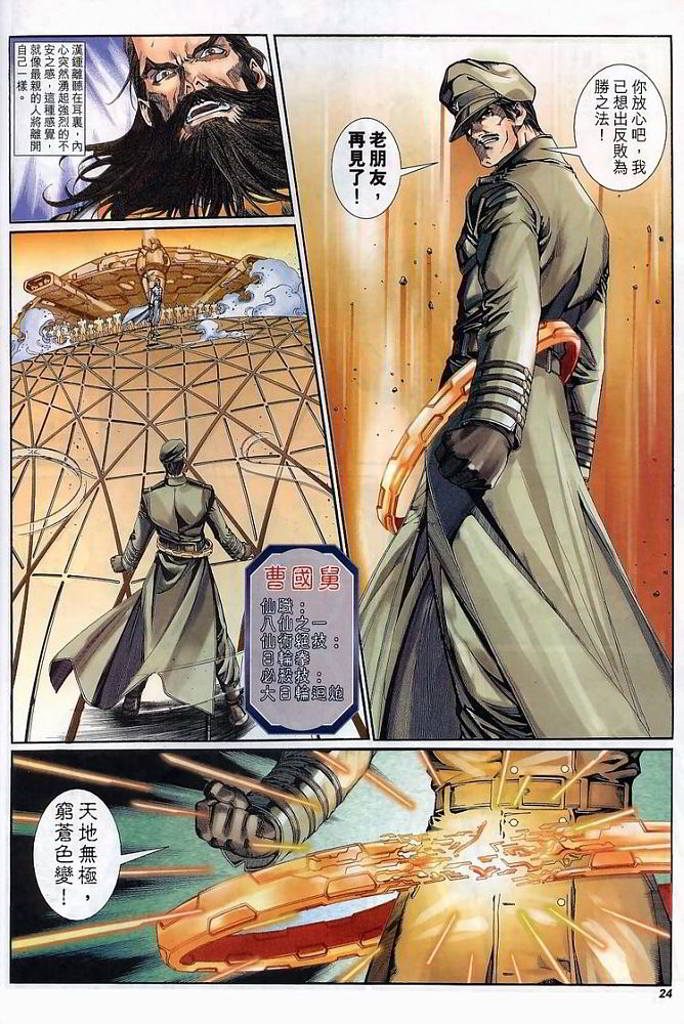 漢鍾離聽在耳裏，內
心突然湧起強烈的不
安之感，這種感覺，
就像最親的人將離開
自己一樣。
你放心吧，我
已想出反敗為
勝之法！
老朋友，
再見了！
曹國舅
仙職：
八仙之一
仙術絕技：
日輪拳
必殺技：
大日輪迴炮
天地無極，
窮蒼色變！
24